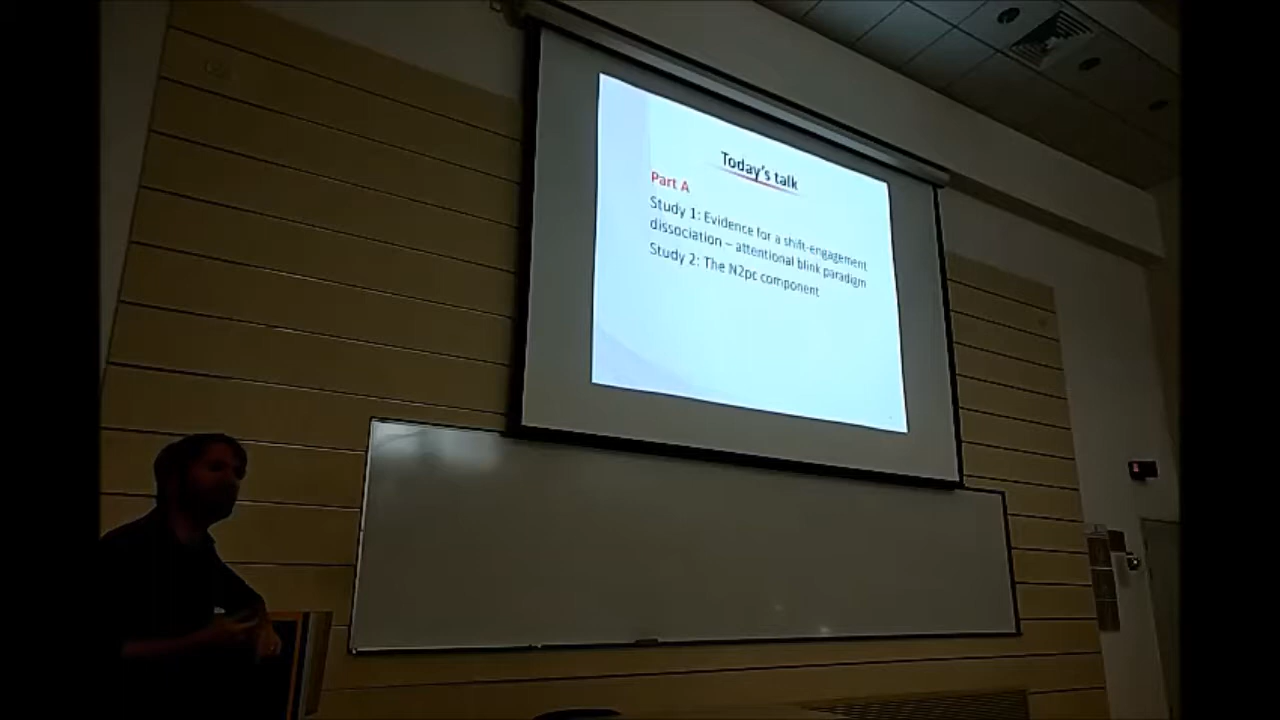 Today's talk
Part A
Study 1: Evidence for a shift-engagement
dissociation – attentional blink paradigm
Study 2: The N2pc component